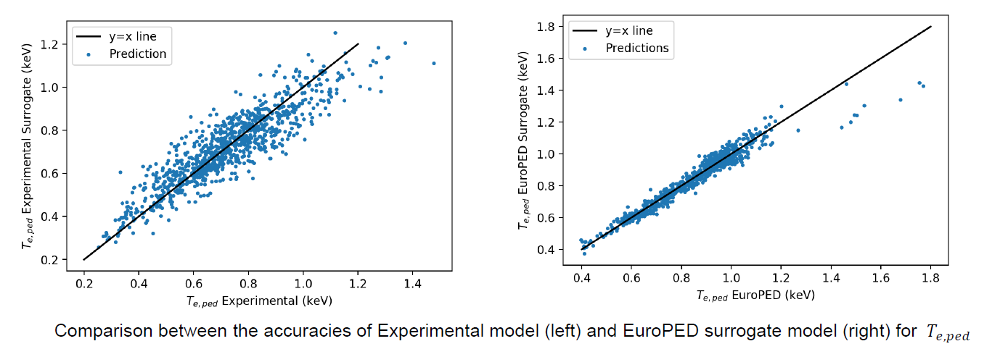 y=x line
Prediction
T_{e,ped} Experimental Surrogate (keV)
1.2
1.0
0.8
0.6
0.4
0.2
0.2 0.4 0.6 0.8 1.0 1.2 1.4
T_{e,ped} Experimental (keV)
y=x line
Predictions
T_{e,ped} EuroPED Surrogate (keV)
1.8
1.6
1.4
1.2
1.0
0.8
0.6
0.4
0.4 0.6 0.8 1.0 1.2 1.4 1.6 1.8
T_{e,ped} EuroPED (keV)
Comparison between the accuracies of Experimental model (left) and EuroPED surrogate model (right) for T_{e,ped}